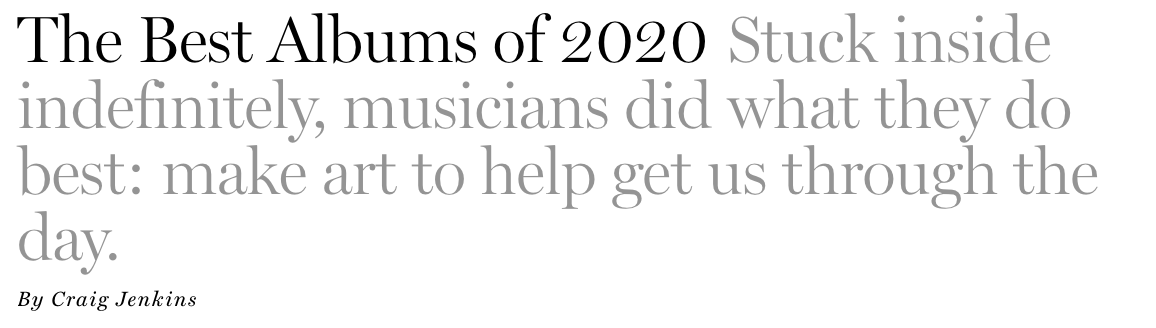 The Best Albums of 2020 Stuck inside
indefinitely, musicians did what they do
best: make art to help get us through the
day.
By Craig Jenkins